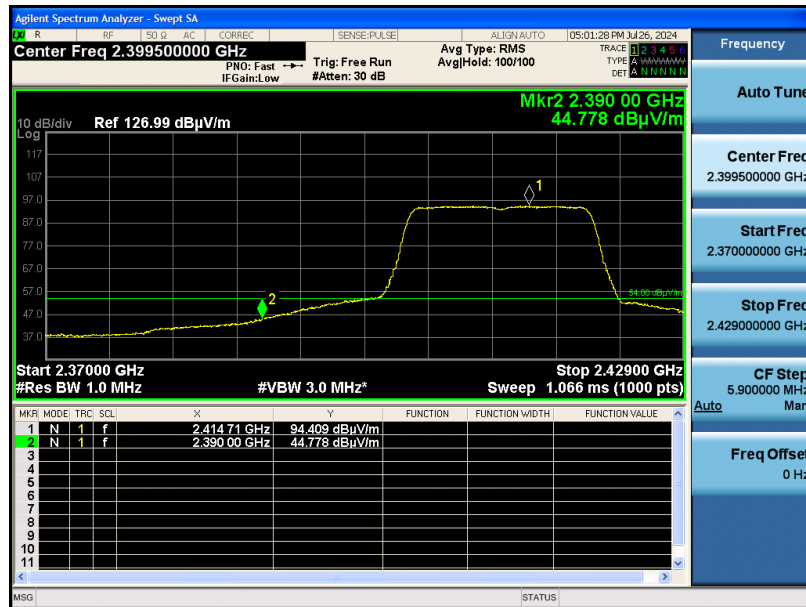 Agilent Spectrum Analyzer - Swept SA
LXI R RF 50 Ω AC CORREC SENSE:PULSE ALIGN AUTO 05:01:28 PM Jul 26, 2024
Center Freq 2.399500000 GHz
PNO: Fast
IFGain:Low
Trig: Free Run
#Atten: 30 dB
Avg Type: RMS
Avg|Hold: 100/100
TRACE 1 2 3 4 5 6
TYPE A WWWWW
DET A N N N N N
Mkr2 2.390 00 GHz
44.778 dBµV/m
10 dB/div Ref 126.99 dBµV/m
Log
117
107
97.0
87.0
77.0
67.0
57.0
47.0
37.0
1
2
54.00 dBµV/m
Start 2.37000 GHz Stop 2.42900 GHz
#Res BW 1.0 MHz #VBW 3.0 MHz* Sweep 1.066 ms (1000 pts)
MKR MODE TRC SCL X Y FUNCTION FUNCTION WIDTH FUNCTION VALUE
1 N 1 f 2.414 71 GHz 94.409 dBµV/m
2 N 1 f 2.390 00 GHz 44.778 dBµV/m
3
4
5
6
7
8
9
10
11
MSG STATUS
Frequency
Auto Tune
Center Freq
2.399500000 GHz
Start Freq
2.370000000 GHz
Stop Freq
2.429000000 GHz
CF Step
5.900000 MHz
Auto Man
Freq Offset
0 Hz